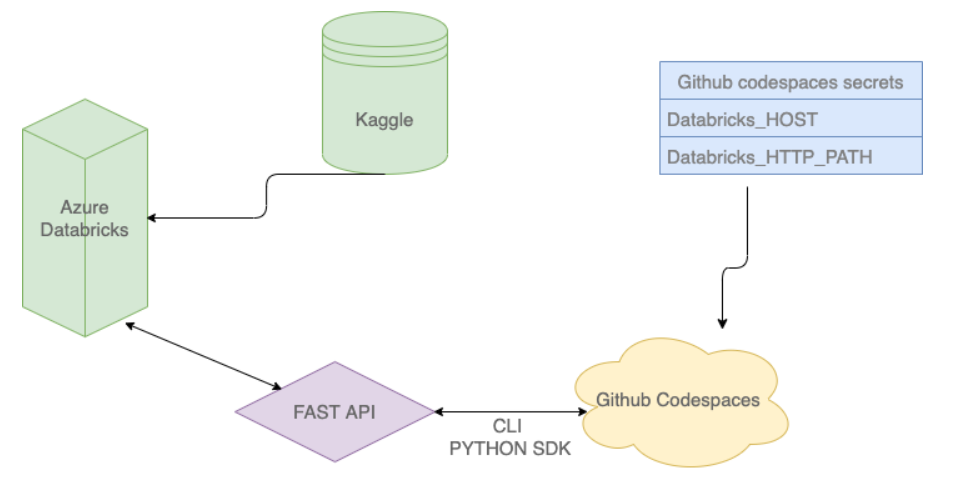 Kaggle
Github codespaces secrets
Databricks_HOST
Databricks_HTTP_PATH
Azure
Databricks
FAST API
CLI
PYTHON SDK
Github Codespaces